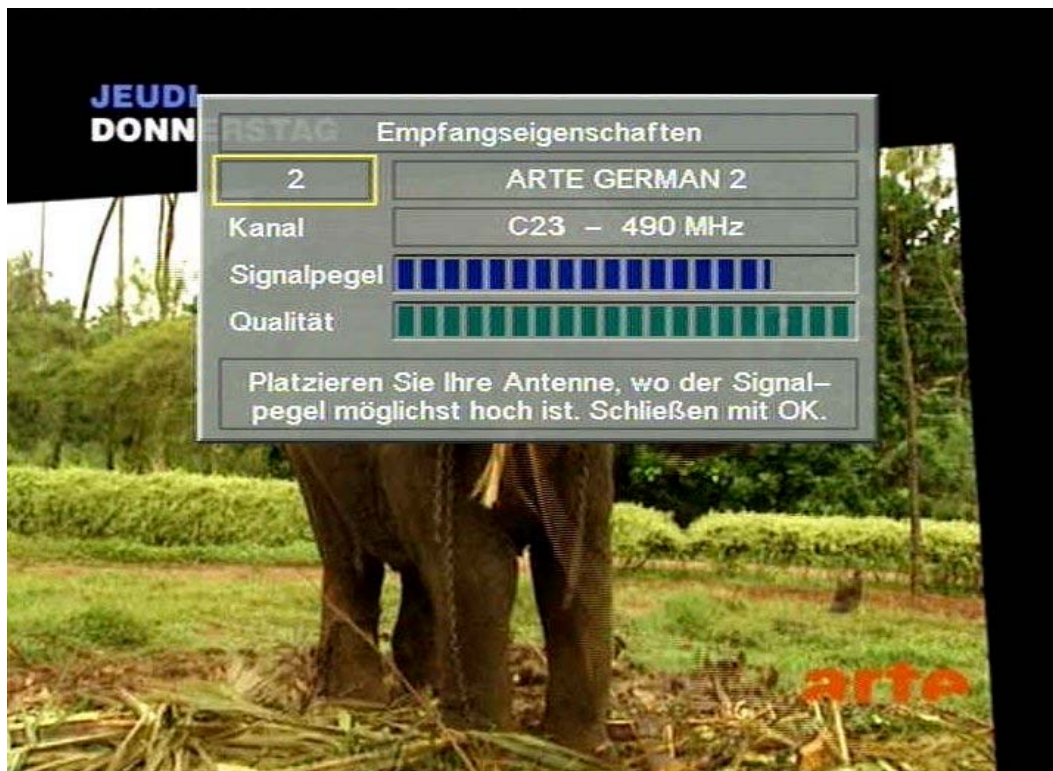 JEUDI
DONNERSTAG
Empfangseigenschaften
2 ARTE GERMAN 2
Kanal C23 – 490 MHz
Signalpegel
Qualität
Platzieren Sie Ihre Antenne, wo der Signal–
pegel möglichst hoch ist. Schließen mit OK.
arte